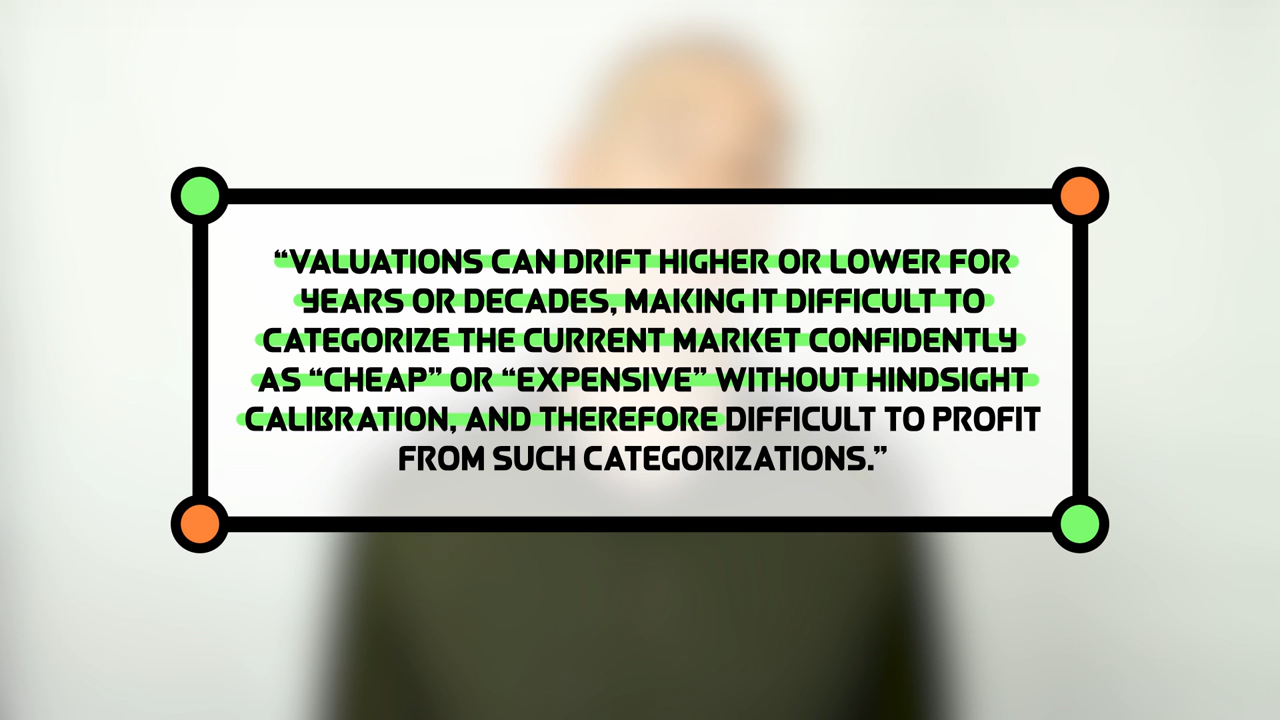 “VALUATIONS CAN DRIFT HIGHER OR LOWER FOR
YEARS OR DECADES, MAKING IT DIFFICULT TO
CATEGORIZE THE CURRENT MARKET CONFIDENTLY
AS “CHEAP” OR “EXPENSIVE” WITHOUT HINDSIGHT
CALIBRATION, AND THEREFORE DIFFICULT TO PROFIT
FROM SUCH CATEGORIZATIONS.”